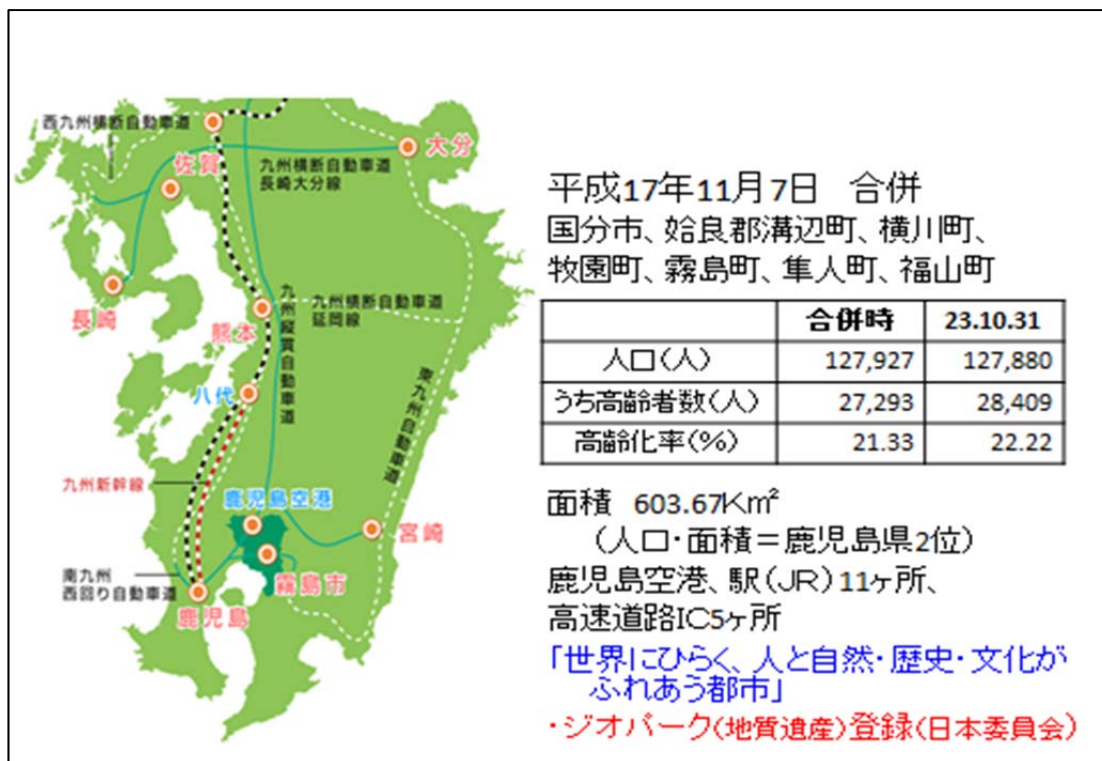 西九州横断自動車道
佐賀
九州横断自動車道
長崎大分線
大分
長崎
熊本
九州横断自動車道
延岡線
九州縦貫自動車道
八代
東九州自動車道
九州新幹線
鹿児島空港
宮崎
霧島市
南九州
西回り自動車道
鹿児島
平成17年11月7日 合併
国分市、姶良郡溝辺町、横川町、
牧園町、霧島町、隼人町、福山町
合併時 23.10.31
人口(人) 127,927 127,880
うち高齢者数(人) 27,293 28,409
高齢化率(%) 21.33 22.22
面積 603.67Km²
(人口・面積=鹿児島県2位)
鹿児島空港、駅(JR)11ヶ所、
高速道路IC5ヶ所
「世界にひらく、人と自然・歴史・文化が
ふれあう都市」
・ジオパーク(地質遺産)登録(日本委員会)